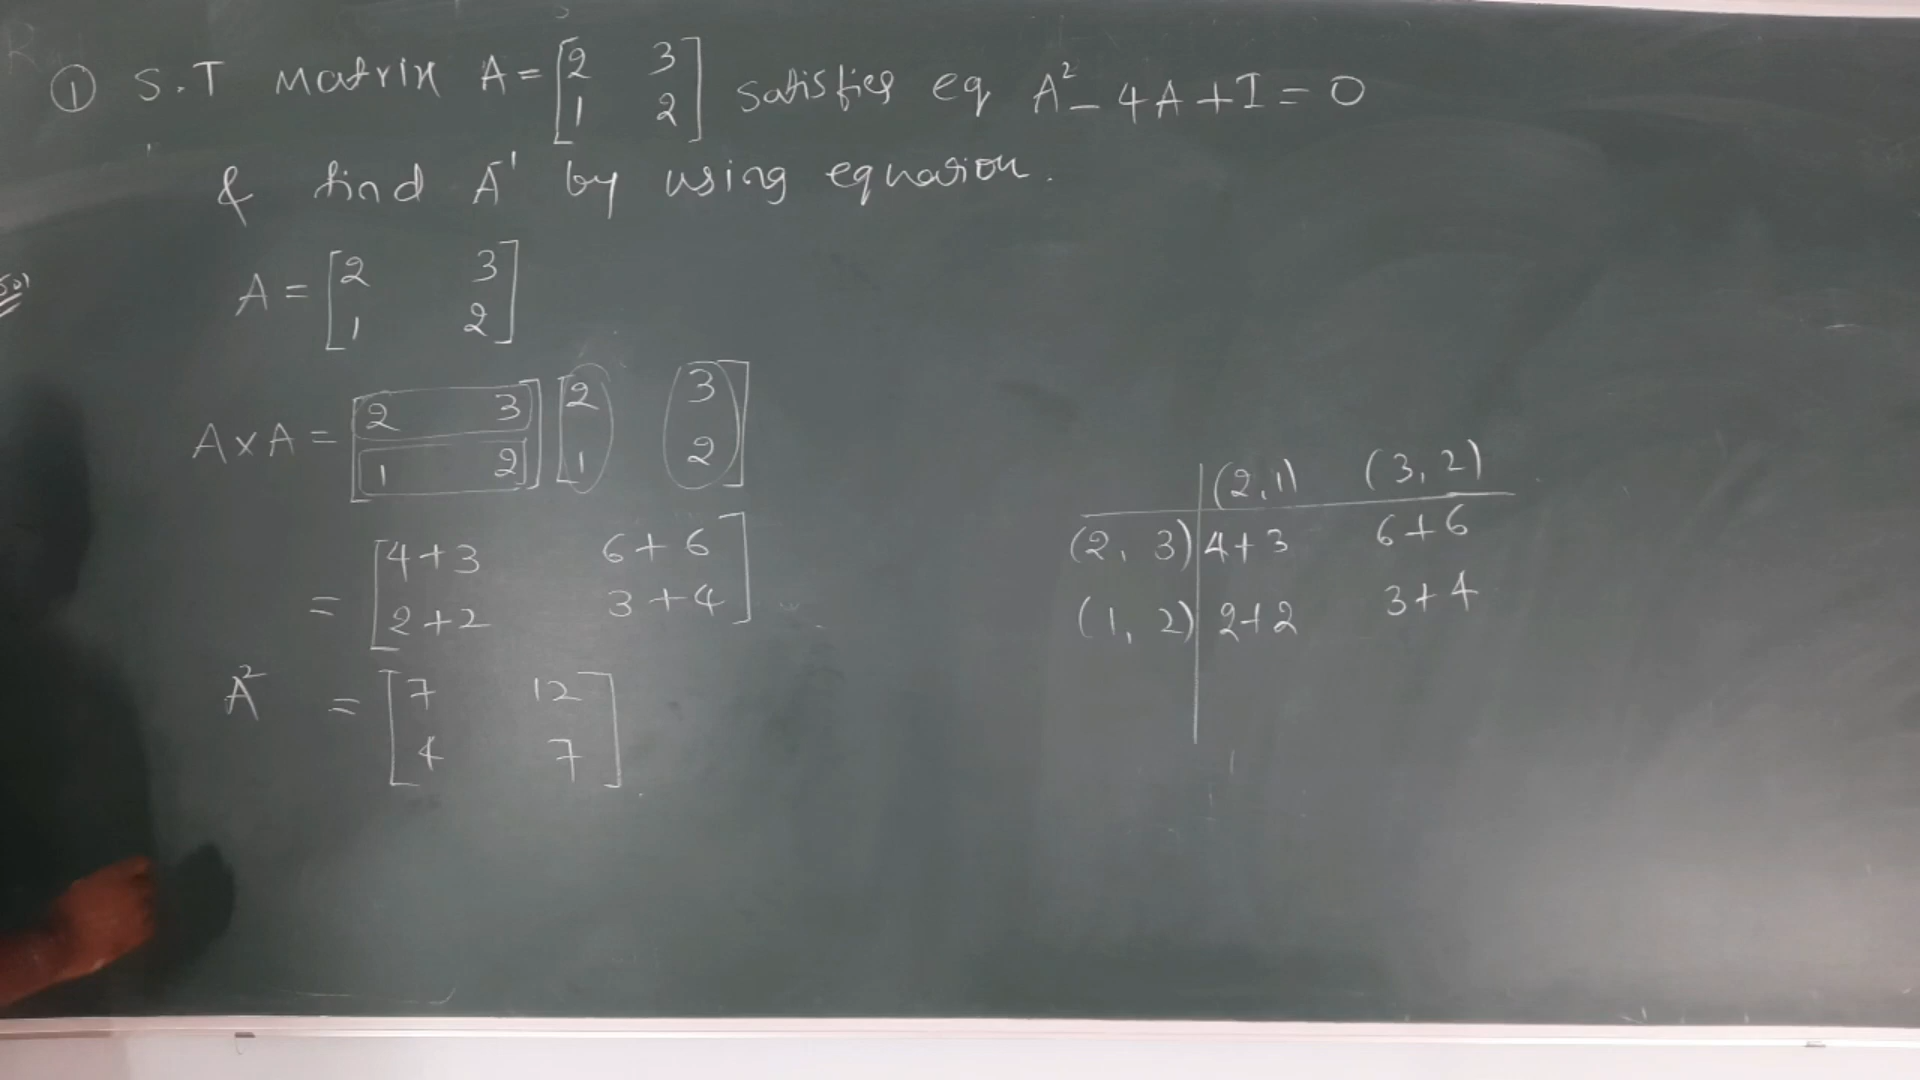 ① S.T Matrix A = [2 3
1 2] satisfies eq A² - 4A + I = 0
& find A⁻¹ by using equation.
Sol
A = [2 3
1 2]
A x A = [2 3
1 2] [2 3
1 2]
= [4+3 6+6
2+2 3+4]
A² = [7 12
4 7]
(2,1) (3,2)
(2, 3) 4+3 6+6
(1, 2) 2+2 3+4